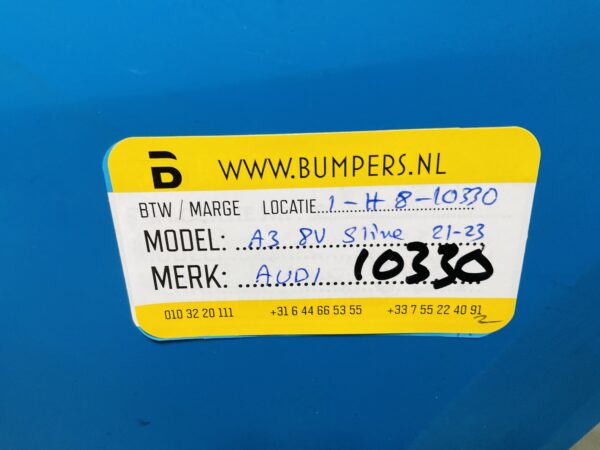 B WWW.BUMPERS.NL
BTW / MARGE LOCATIE 1-H 8-10330
MODEL: A3 8V Sline 21-23
MERK: AUDI 10330
010 32 20 111 +31 6 44 66 53 55 +33 7 55 22 40 91